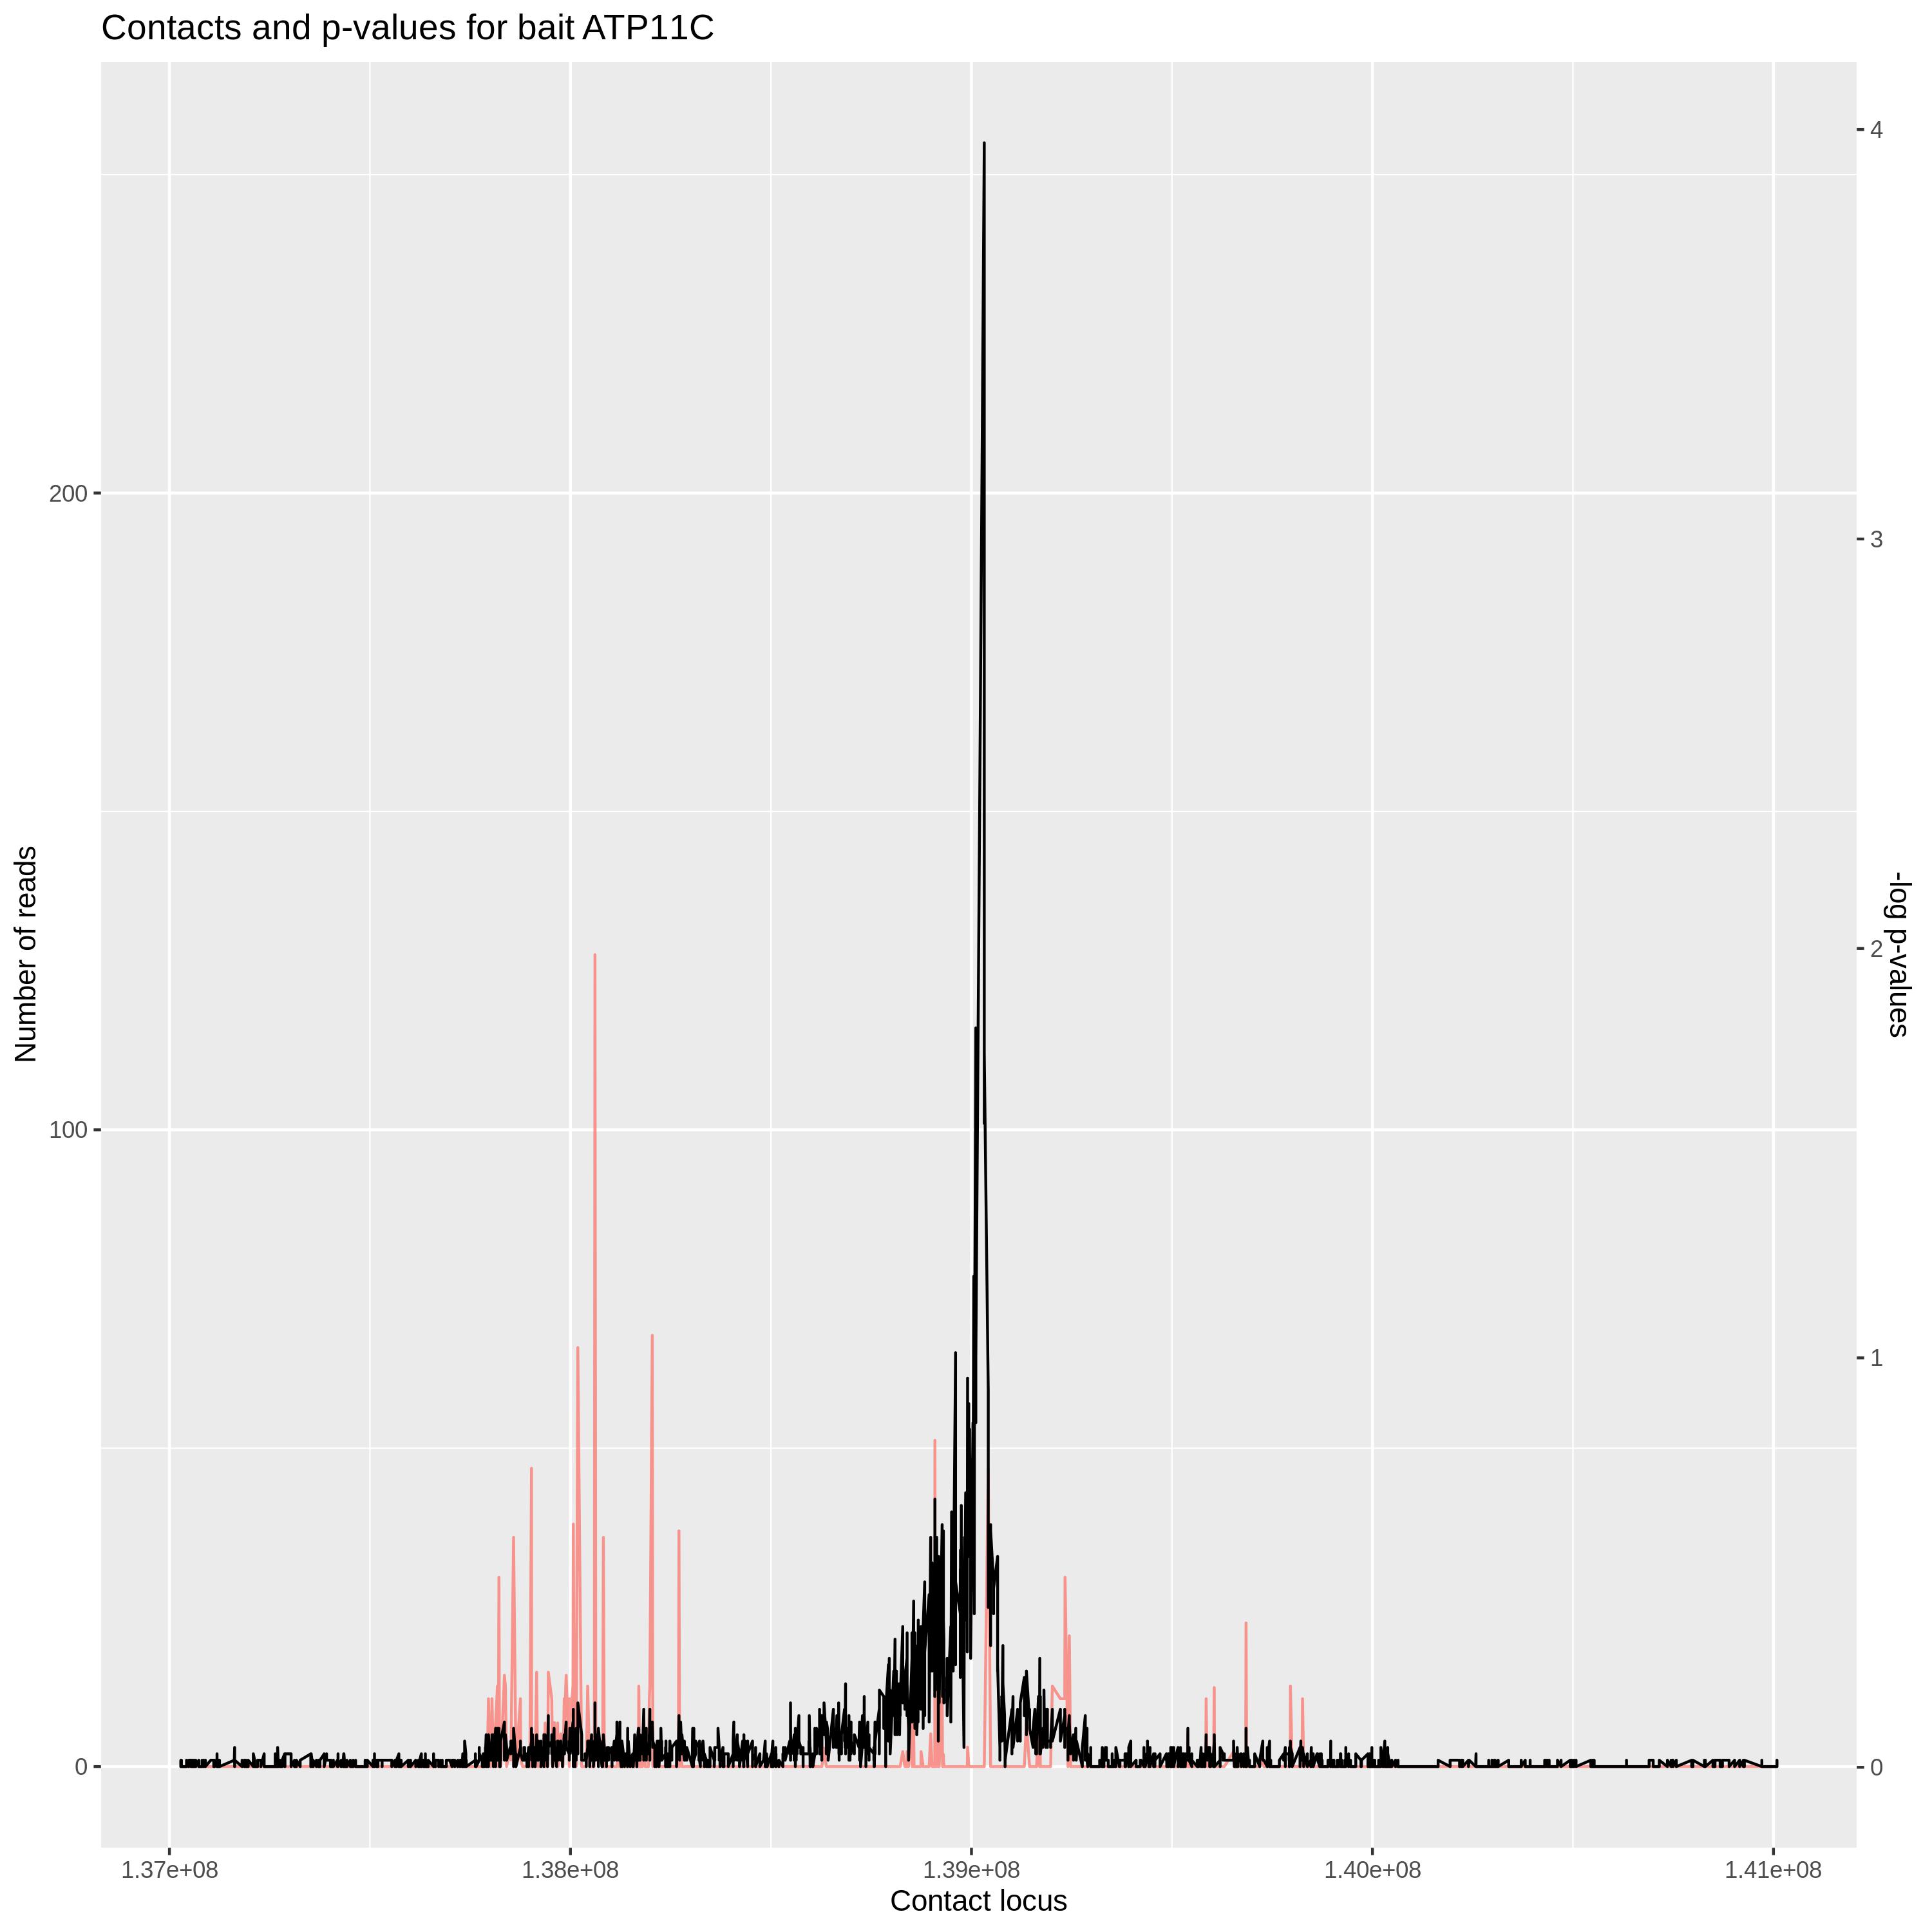 Contacts and p-values for bait ATP11C
Number of reads
200
100
0
4
3
2
1
0
-log p-values
1.37e+08
1.38e+08
1.39e+08
1.40e+08
1.41e+08
Contact locus